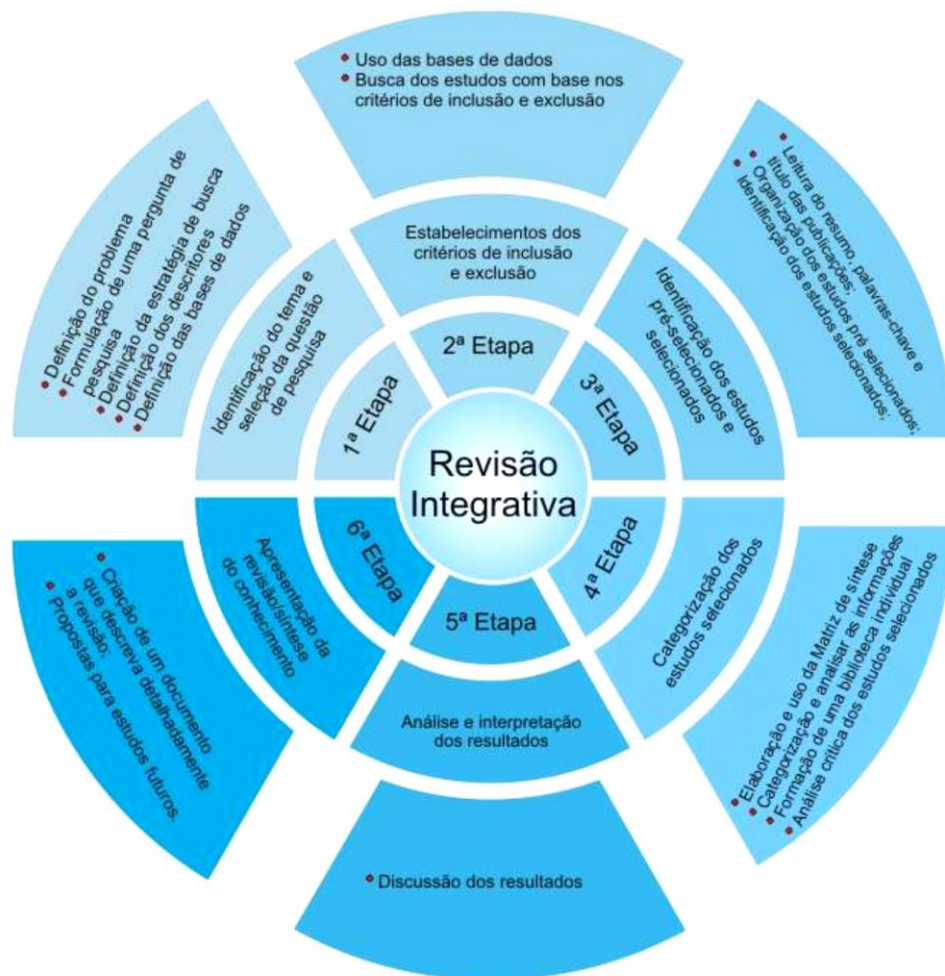 Revisão
Integrativa
1ª Etapa
Identificação do tema e
seleção da questão
de pesquisa
Definição do problema
Formulação de uma pergunta de
pesquisa
Definição da estratégia de busca
Definição dos descritores
Definição das bases de dados
2ª Etapa
Estabelecimentos dos
critérios de inclusão
e exclusão
Uso das bases de dados
Busca dos estudos com base nos
critérios de inclusão e exclusão
3ª Etapa
Identificação dos estudos
pré-selecionados e
selecionados
Leitura do resumo, palavras-chave e
título das publicações;
Organização dos estudos pré selecionados;
Identificação dos estudos selecionados;
4ª Etapa
Categorização dos
estudos selecionados
Elaboração e uso da Matriz de síntese
Categorização e analisar as informações
Formação de uma biblioteca individual
Análise crítica dos estudos selecionados
5ª Etapa
Análise e interpretação
dos resultados
Discussão dos resultados
6ª Etapa
Apresentação da
revisão/síntese
do conhecimento
Criação de um documento
que descreva detalhadamente
a revisão;
Propostas para estudos futuros.